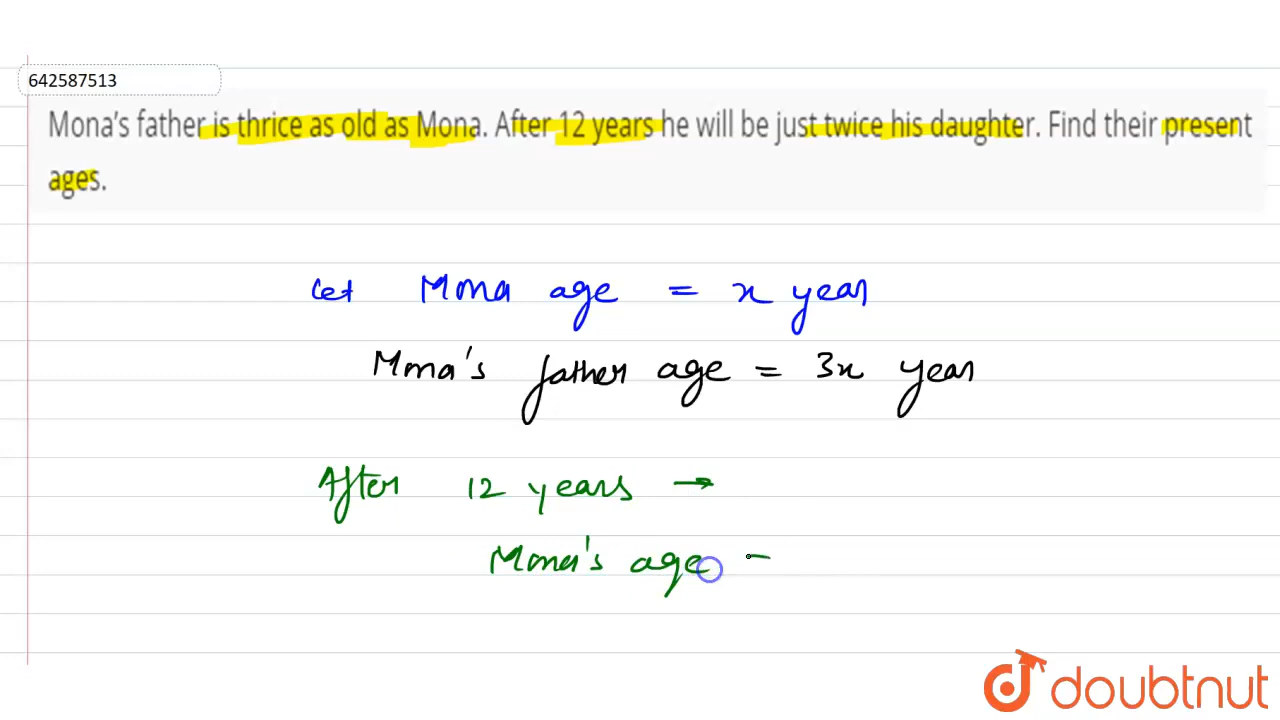 642587513
Mona's father is thrice as old as Mona. After 12 years he will be just twice his daughter. Find their present
ages.
Let Mona age = x year
Mona's father age = 3x year
After 12 years →
Mona's age =
doubtnut